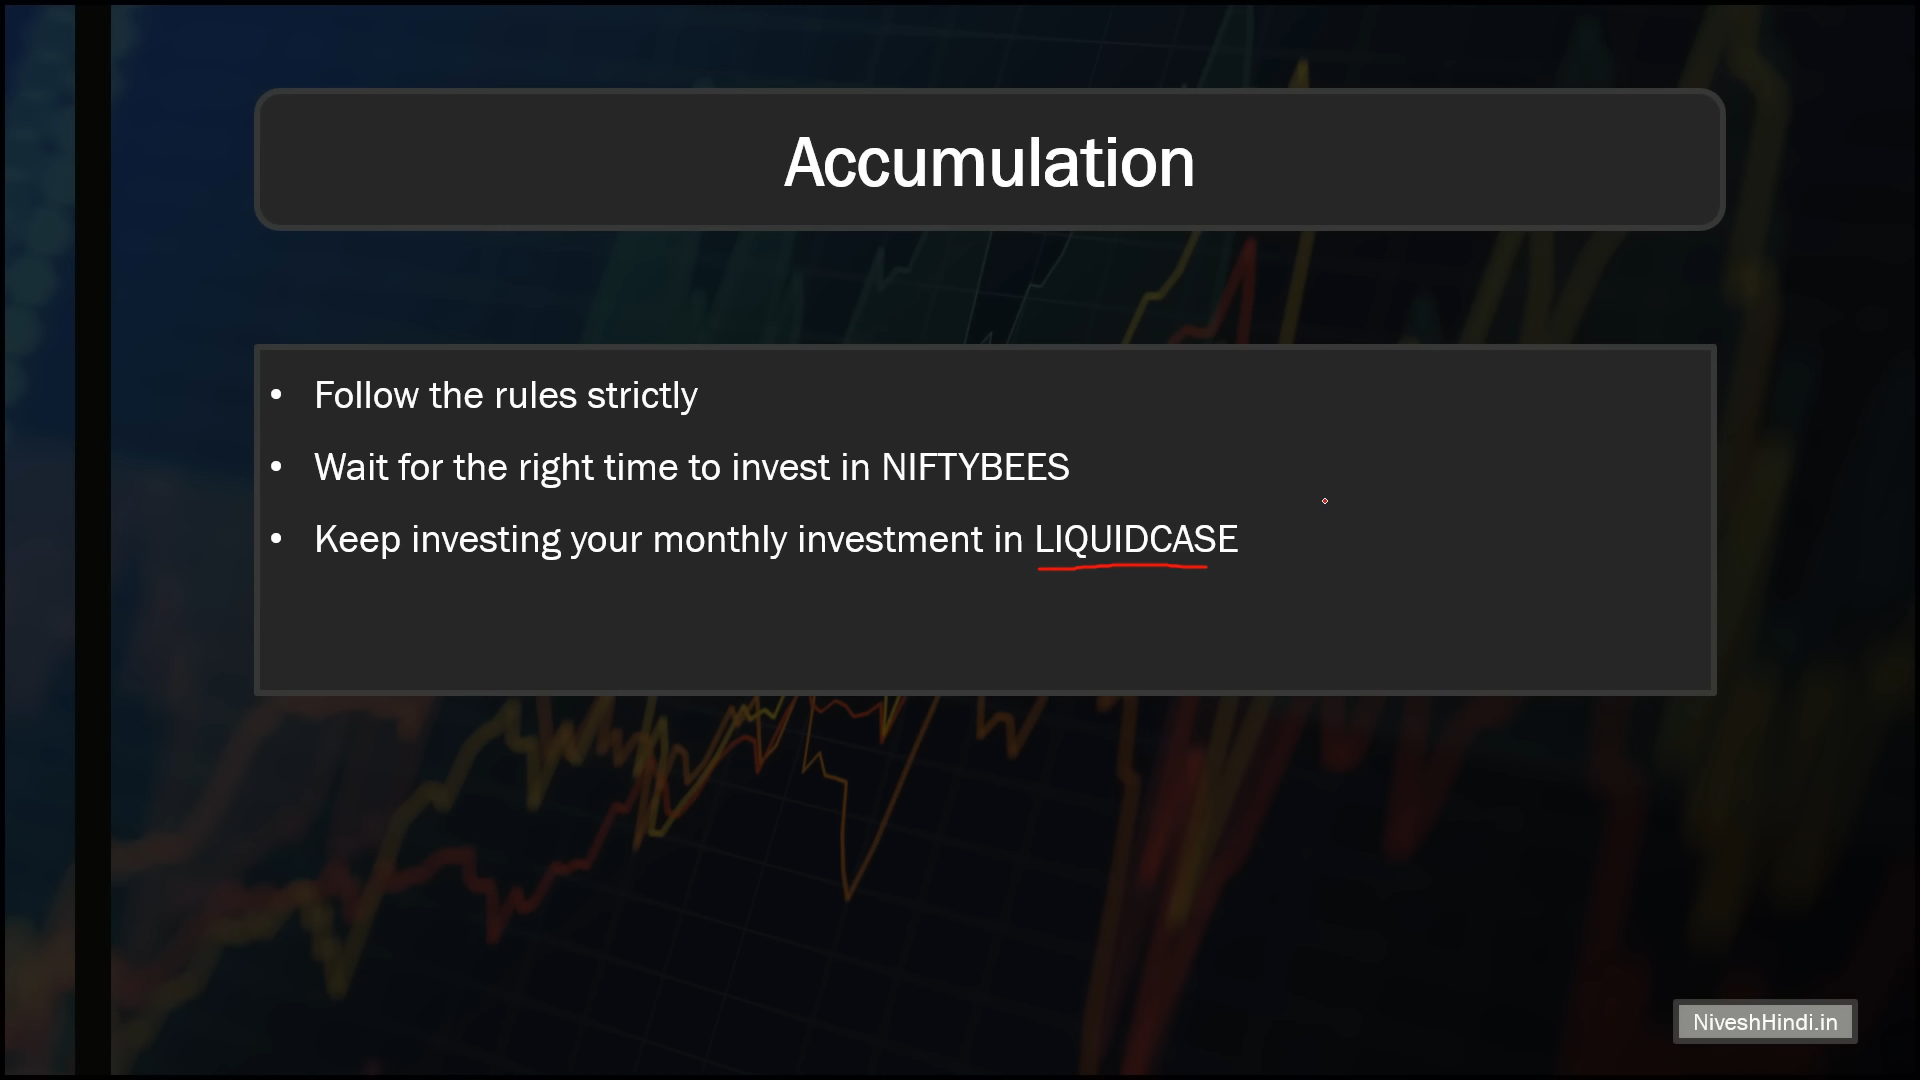 Accumulation
• Follow the rules strictly
• Wait for the right time to invest in NIFTYBEES
• Keep investing your monthly investment in LIQUIDCASE
NiveshHindi.in